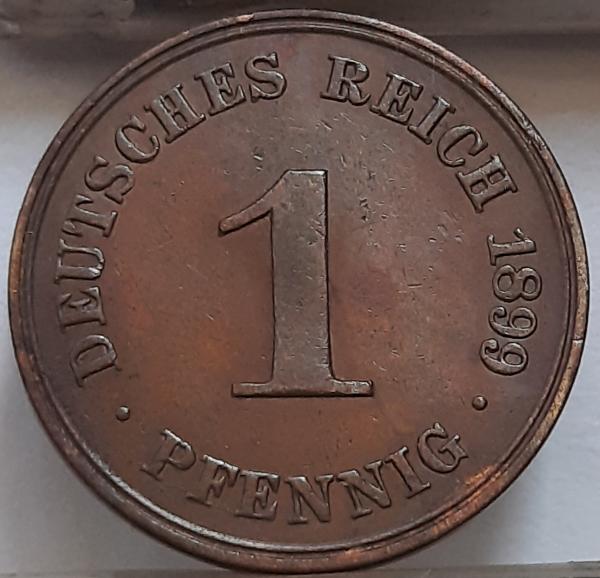 DEUTSCHES REICH 1899
1
· PFENNIG ·